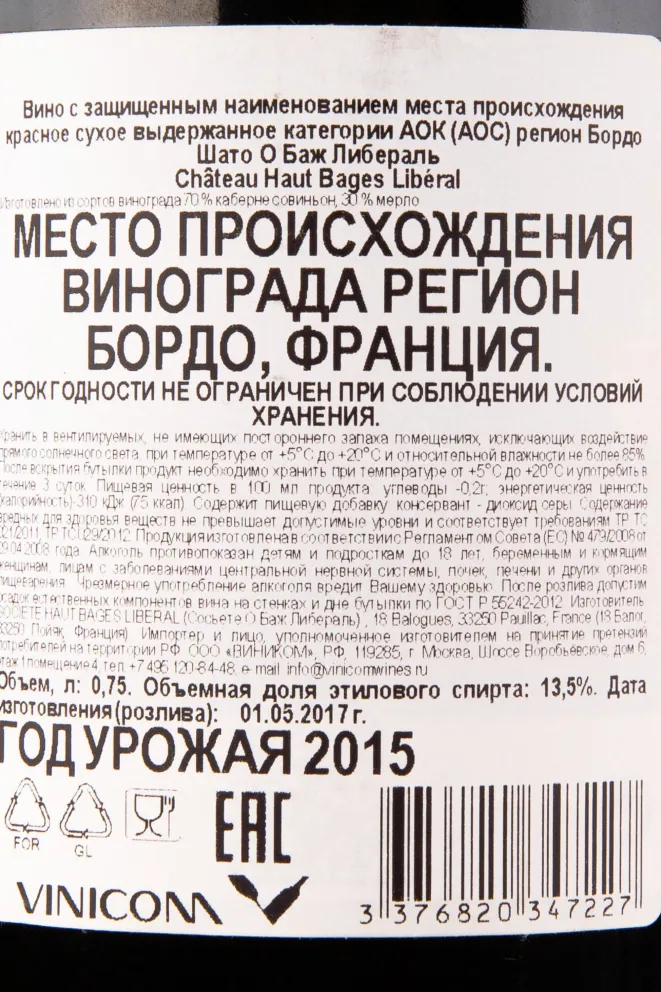 Вино с защищенным наименованием места происхождения
красное сухое выдержанное категории АОК (АОС) регион Бордо
Шато О Баж Либераль
Château Haut Bages Libéral
Изготовлено из сортов винограда 70 % каберне совиньон, 30 % мерло
МЕСТО ПРОИСХОЖДЕНИЯ
ВИНОГРАДА РЕГИОН
БОРДО, ФРАНЦИЯ.
СРОК ГОДНОСТИ НЕ ОГРАНИЧЕН ПРИ СОБЛЮДЕНИИ УСЛОВИЙ
ХРАНЕНИЯ.
Хранить в вентилируемых, не имеющих постороннего запаха помещениях, исключающих воздействие
прямого солнечного света, при температуре от +5°С до +20°С и относительной влажности не более 85%.
После вскрытия бутылки продукт необходимо хранить при температуре от +5°С до +20°С и употребить в
течение 3 суток. Пищевая ценность в 100 мл продукта: углеводы -0,2г, энергетическая ценность
(калорийность)-310 кДж (75 ккал). Содержит пищевую добавку консервант - диоксид серы. Содержание
вредных для здоровья веществ не превышает допустимые уровни и соответствует требованиям ТР ТС
021/2011, ТР ТС 029/2012. Продукция изготовлена в соответствии с Регламентом Совета (ЕС) № 479/2008 от
29.04.2008 года. Алкоголь противопоказан детям и подросткам до 18 лет, беременным и кормящим
женщинам, лицам с заболеваниями центральной нервной системы, почек, печени и других органов
пищеварения. Чрезмерное употребление алкоголя вредит Вашему здоровью. После розлива допустим
осадок естественных компонентов вина на стенках и дне бутылки по ГОСТ Р 55242-2012. Изготовитель
SOCIETE HAUT BAGES LIBERAL (Сосьете О Баж Либераль) , 18 Balogues, 33250 Pauillac, France (18 Балог,
33250 Пойяк, Франция). Импортер и лицо, уполномоченное изготовителем на принятие претензий
потребителей на территории РФ: ООО «ВИНИКОМ», РФ, 119285, г. Москва, Шоссе Воробьёвское, дом 6,
этаж 1 помещение 4, тел. +7 495 120-84-48, e-mail: info@vinicomwines.ru
Объем, л: 0,75. Объемная доля этилового спирта: 13,5%. Дата
изготовления (розлива): 01.05.2017 г.
ГОД УРОЖАЯ 2015
FOR GL
EAC
VINICOM
3 376820 347227